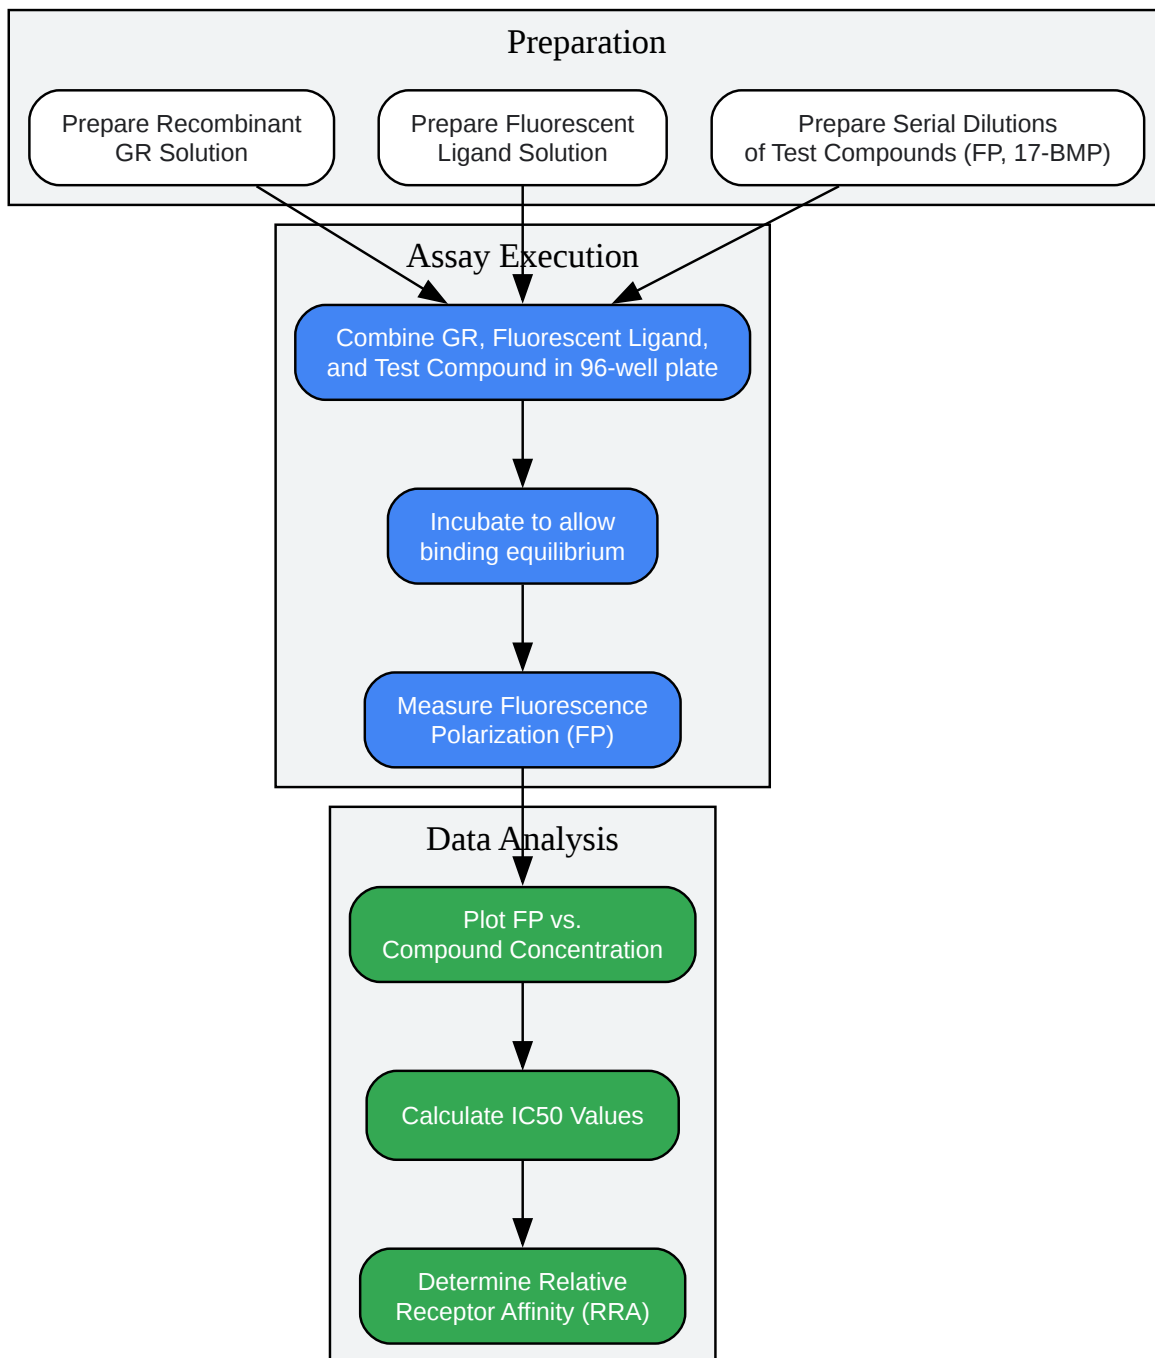 Preparation
Prepare Recombinant
GR Solution
Prepare Fluorescent
Ligand Solution
Prepare Serial Dilutions
of Test Compounds (FP, 17-BMP)
Assay Execution
Combine GR, Fluorescent Ligand,
and Test Compound in 96-well plate
Incubate to allow
binding equilibrium
Measure Fluorescence
Polarization (FP)
Data Analysis
Plot FP vs.
Compound Concentration
Calculate IC50 Values
Determine Relative
Receptor Affinity (RRA)